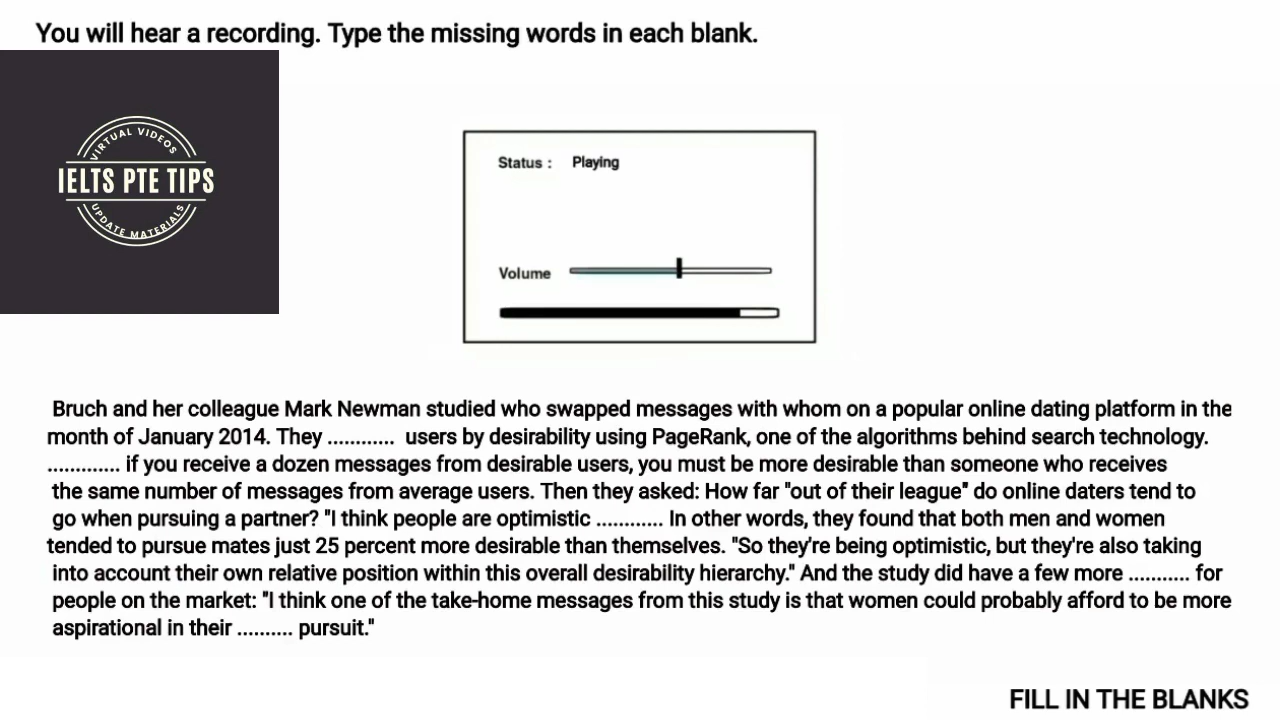 You will hear a recording. Type the missing words in each blank.
VIRTUAL VIDEOS
IELTS PTE TIPS
UPDATE MATERIALS
Status : Playing
Volume
Bruch and her colleague Mark Newman studied who swapped messages with whom on a popular online dating platform in the
month of January 2014. They ............ users by desirability using PageRank, one of the algorithms behind search technology.
............. if you receive a dozen messages from desirable users, you must be more desirable than someone who receives
the same number of messages from average users. Then they asked: How far "out of their league" do online daters tend to
go when pursuing a partner? "I think people are optimistic ............ In other words, they found that both men and women
tended to pursue mates just 25 percent more desirable than themselves. "So they're being optimistic, but they're also taking
into account their own relative position within this overall desirability hierarchy." And the study did have a few more ........... for
people on the market: "I think one of the take-home messages from this study is that women could probably afford to be more
aspirational in their .......... pursuit."
FILL IN THE BLANKS